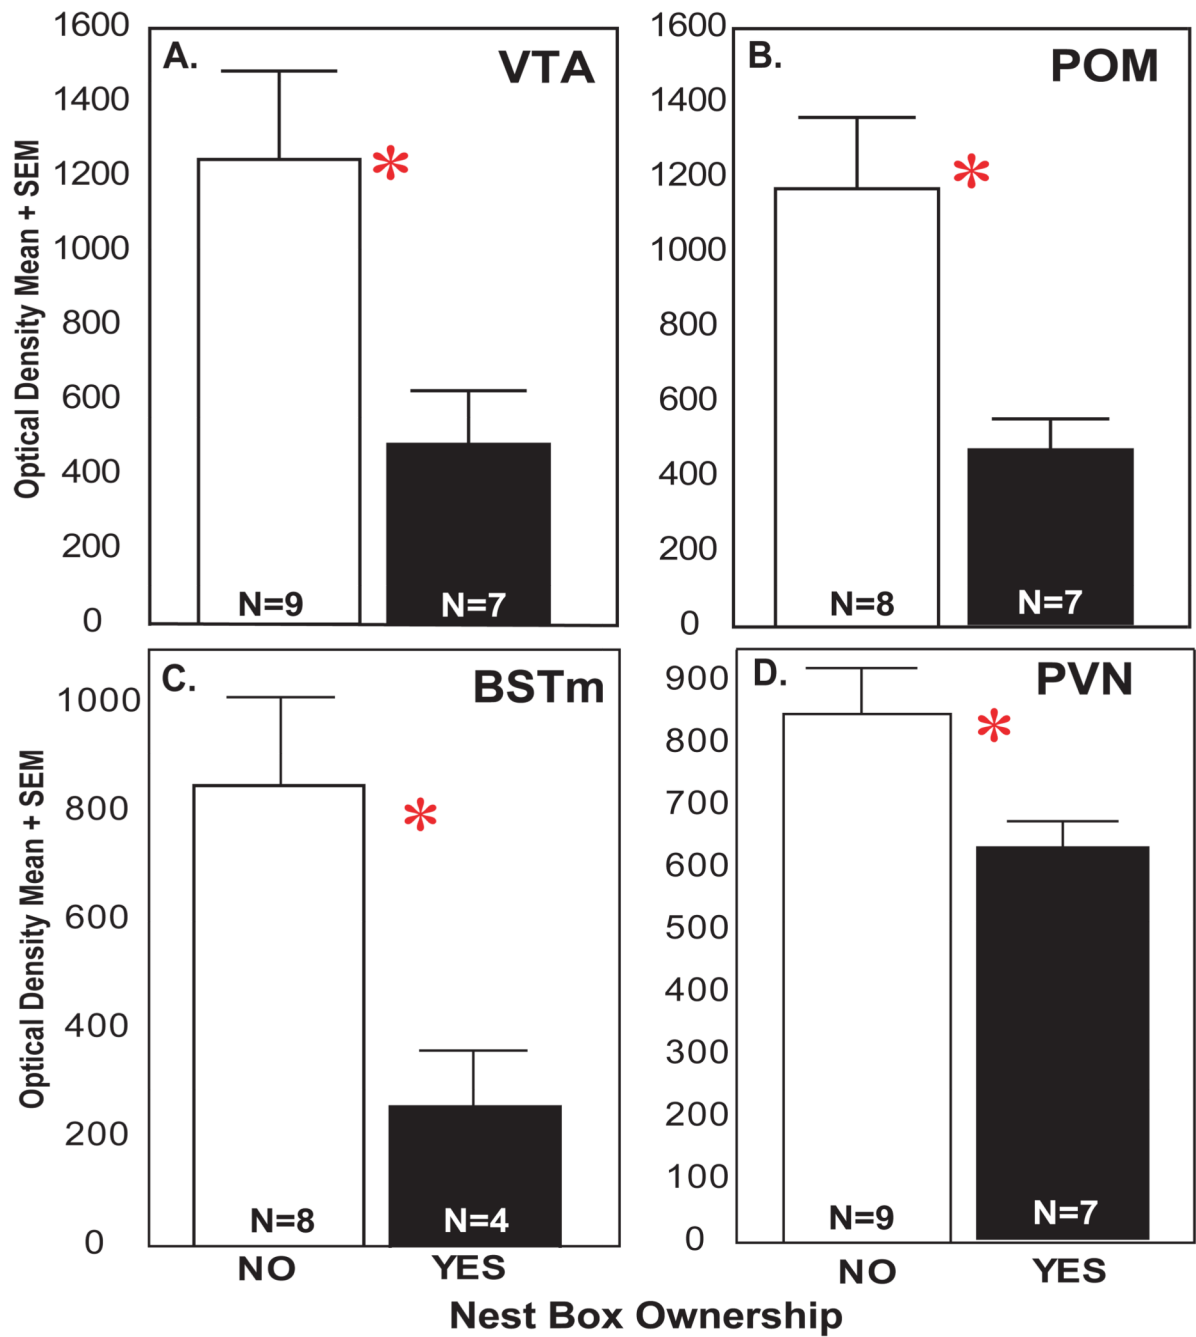 A. VTA
Optical Density Mean + SEM
1600
1400
1200
1000
800
600
400
200
0
*
N=9 N=7
B. POM
1600
1400
1200
1000
800
600
400
200
0
*
N=8 N=7
C. BSTm
Optical Density Mean + SEM
1000
800
600
400
200
0
*
N=8 N=4
NO YES
D. PVN
900
800
700
600
500
400
300
200
100
0
*
N=9 N=7
NO YES
Nest Box Ownership